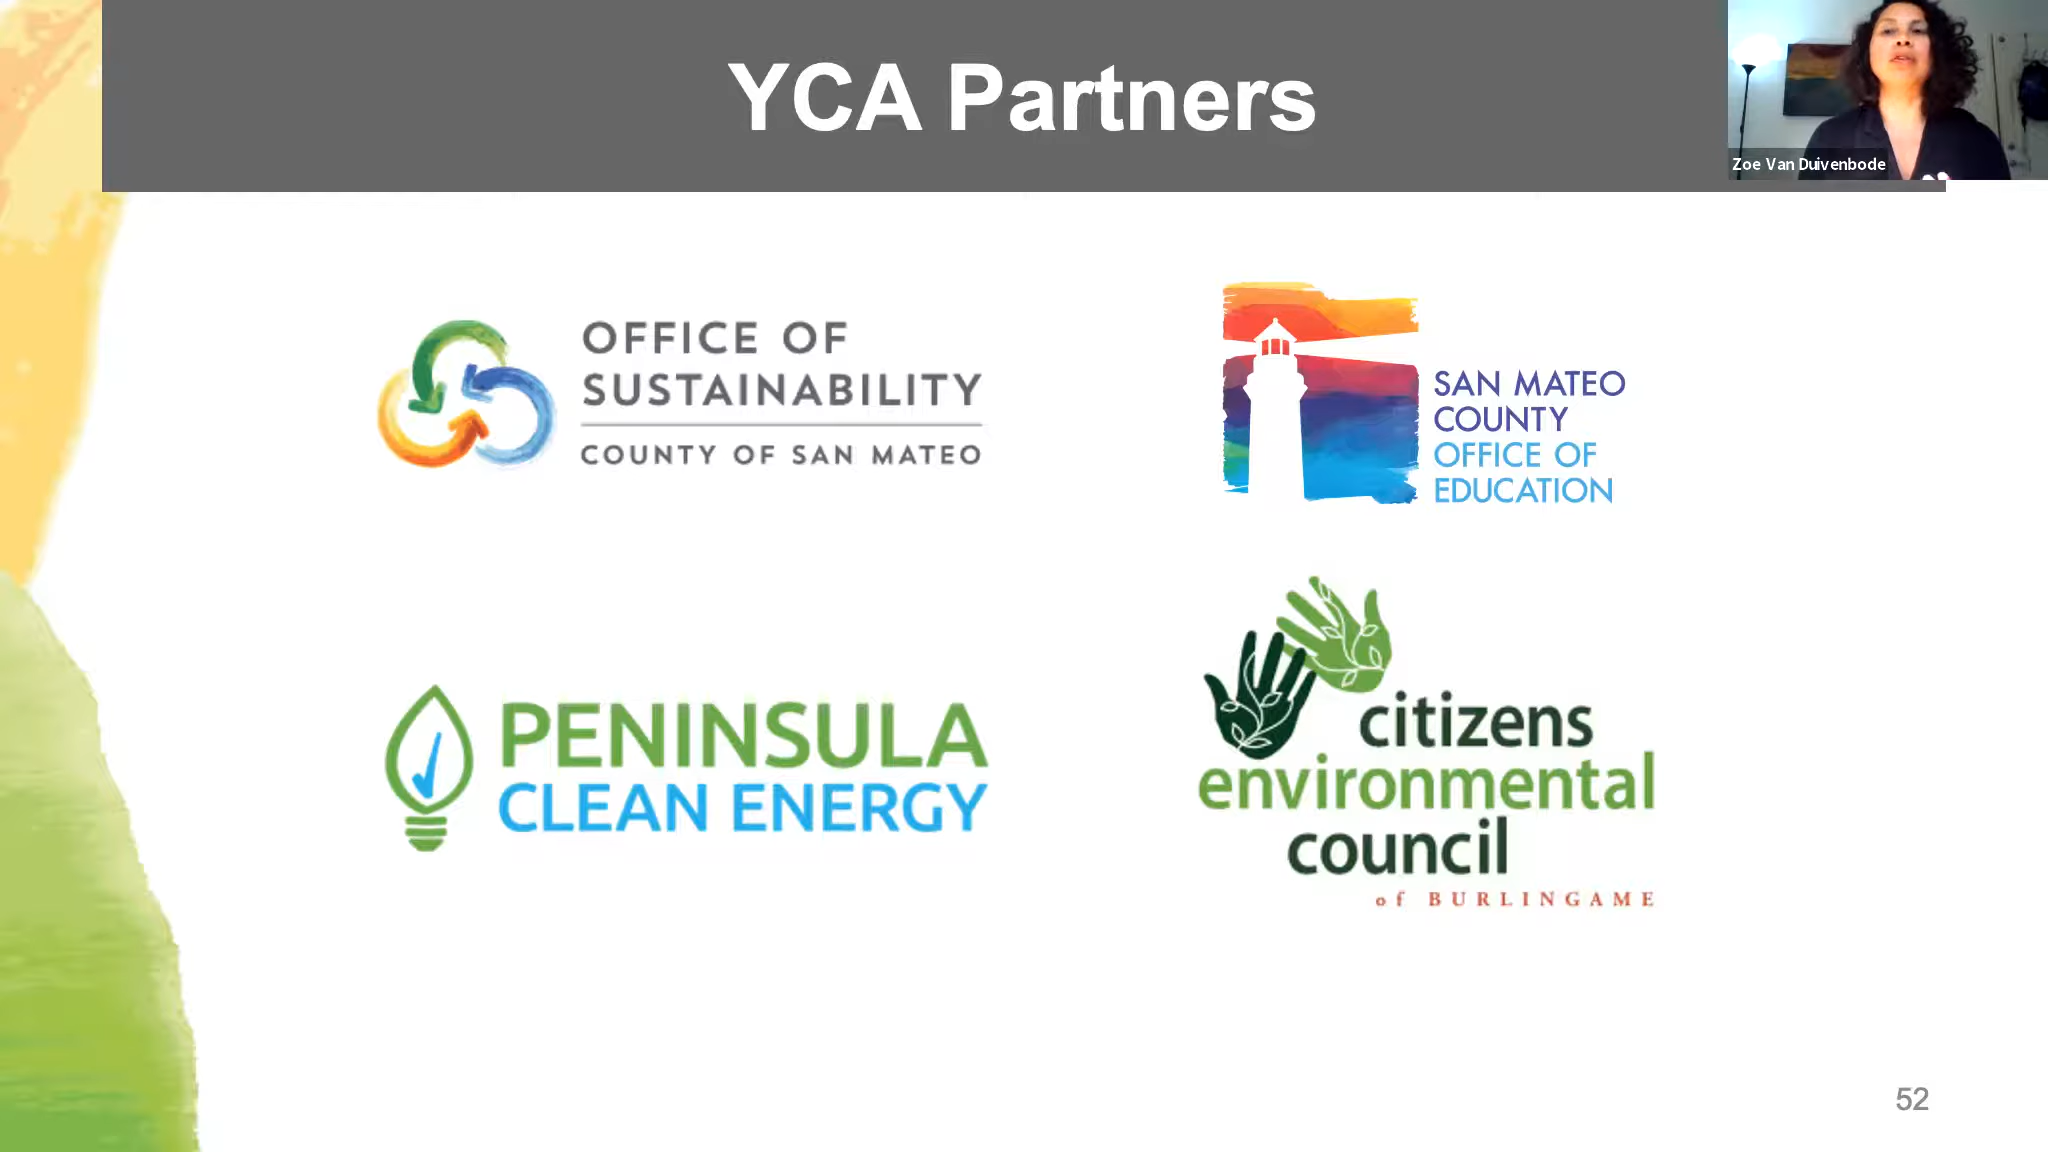 YCA Partners
Zoe Van Duivenbode
OFFICE OF
SUSTAINABILITY
COUNTY OF SAN MATEO
SAN MATEO
COUNTY
OFFICE OF
EDUCATION
PENINSULA
CLEAN ENERGY
citizens
environmental
council
of BURLINGAME
52